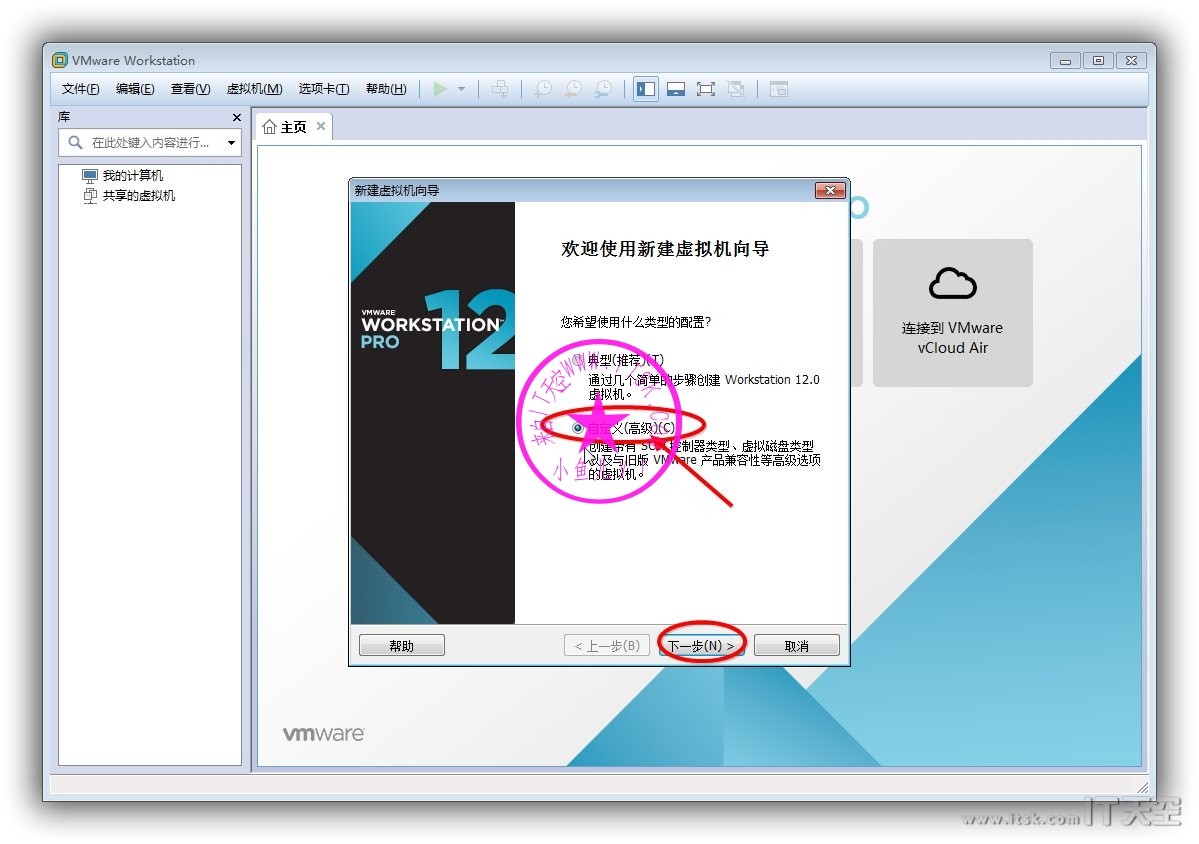 VMware Workstation
文件(F) 编辑(E) 查看(V) 虚拟机(M) 选项卡(T) 帮助(H)
库
在此处键入内容进行...
我的计算机
共享的虚拟机
主页
新建虚拟机向导
VMWARE
WORKSTATION™
PRO
12
欢迎使用新建虚拟机向导
您希望使用什么类型的配置?
典型(推荐)(T)
通过几个简单的步骤创建 Workstation 12.0
虚拟机。
自定义(高级)(C)
创建带有 SCSI 控制器类型、虚拟磁盘类型
以及与旧版 VMware 产品兼容性等高级选项
的虚拟机。
帮助
< 上一步(B)
下一步(N) >
取消
连接到 VMware
vCloud Air
vmware
www.itsk.com IT天空